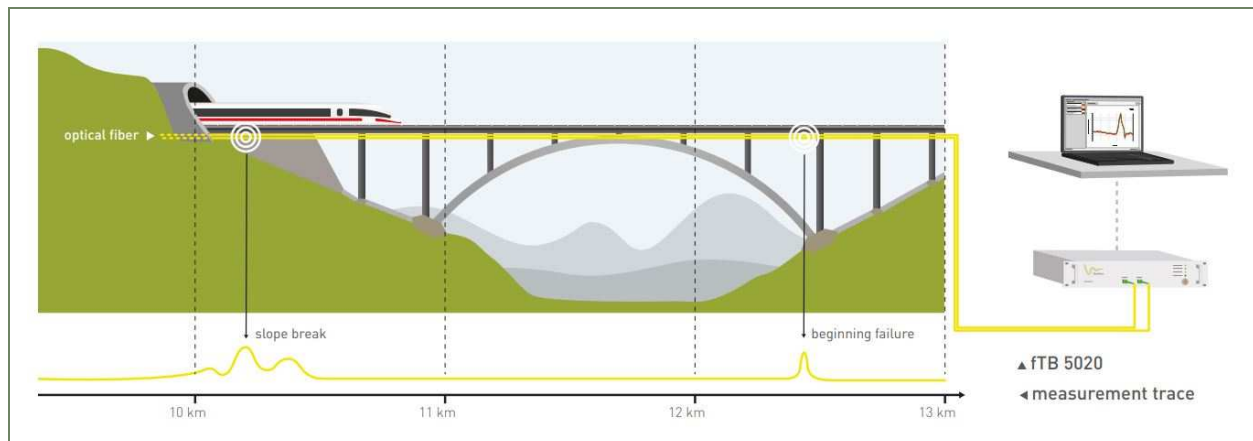 optical fiber ▶
slope break
beginning failure
▲ fTB 5020
◀ measurement trace
10 km
11 km
12 km
13 km